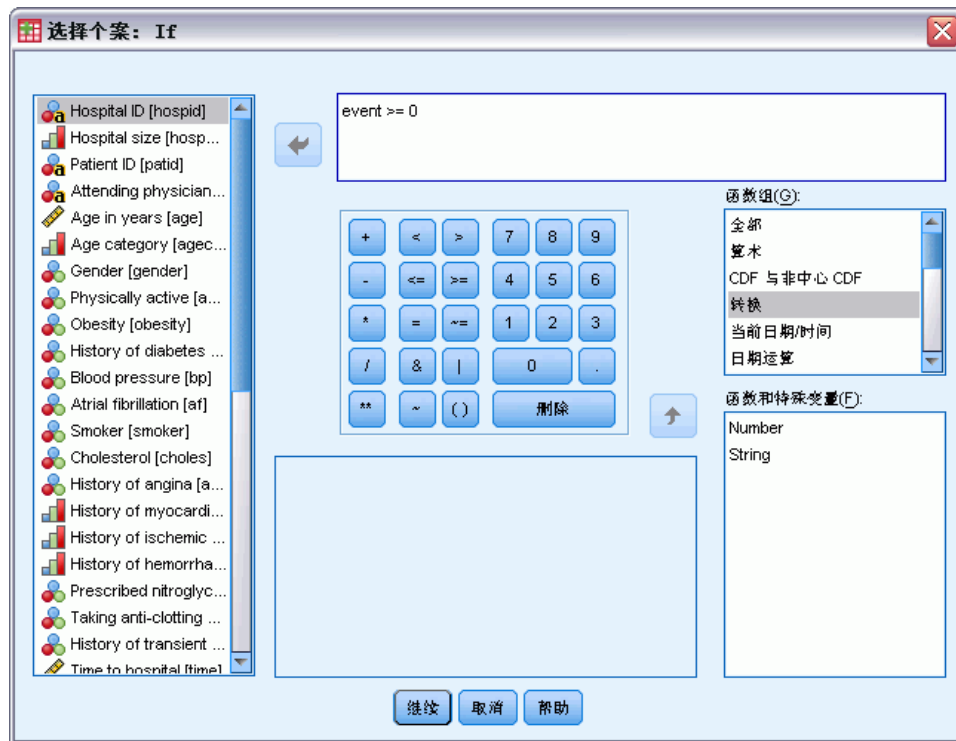 选择个案: If
Hospital ID [hospid]
Hospital size [hosp...
Patient ID [patid]
Attending physician...
Age in years [age]
Age category [agec...
Gender [gender]
Physically active [a...
Obesity [obesity]
History of diabetes ...
Blood pressure [bp]
Atrial fibrillation [af]
Smoker [smoker]
Cholesterol [choles]
History of angina [a...
History of myocardi...
History of ischemic ...
History of hemorrha...
Prescribed nitroglyc...
Taking anti-clotting ...
History of transient ...
Time to hospital [time]
event >= 0
+ < > 7 8 9
- <= >= 4 5 6
* = ~= 1 2 3
/ & | 0 .
** ~ ( ) 删除
函数组(G):
全部
算术
CDF 与非中心 CDF
转换
当前日期/时间
日期运算
函数和特殊变量(F):
Number
String
继续 取消 帮助